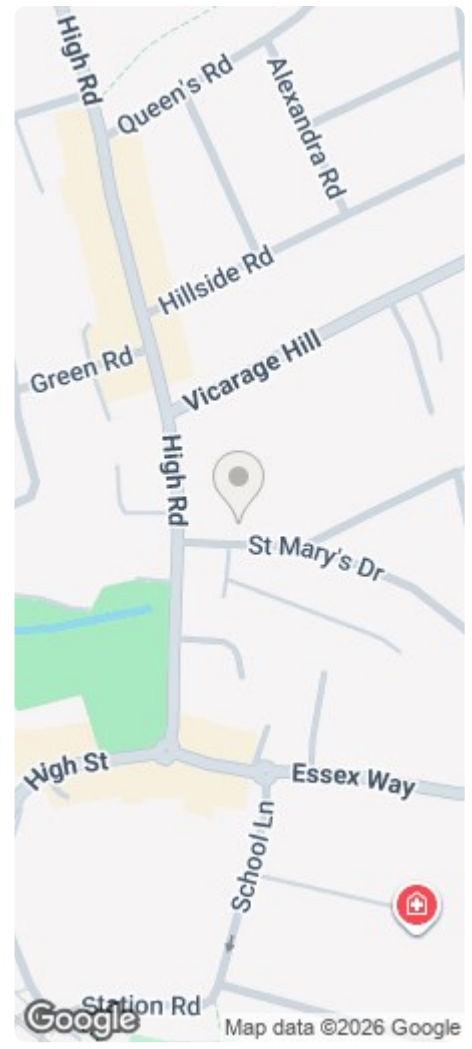 High Rd
Queen's Rd
Alexandra Rd
Hillside Rd
Vicarage Hill
Green Rd
High Rd
St Mary's Dr
High St
Essex Way
School Ln
Station Rd
Google
Map data ©2026 Google